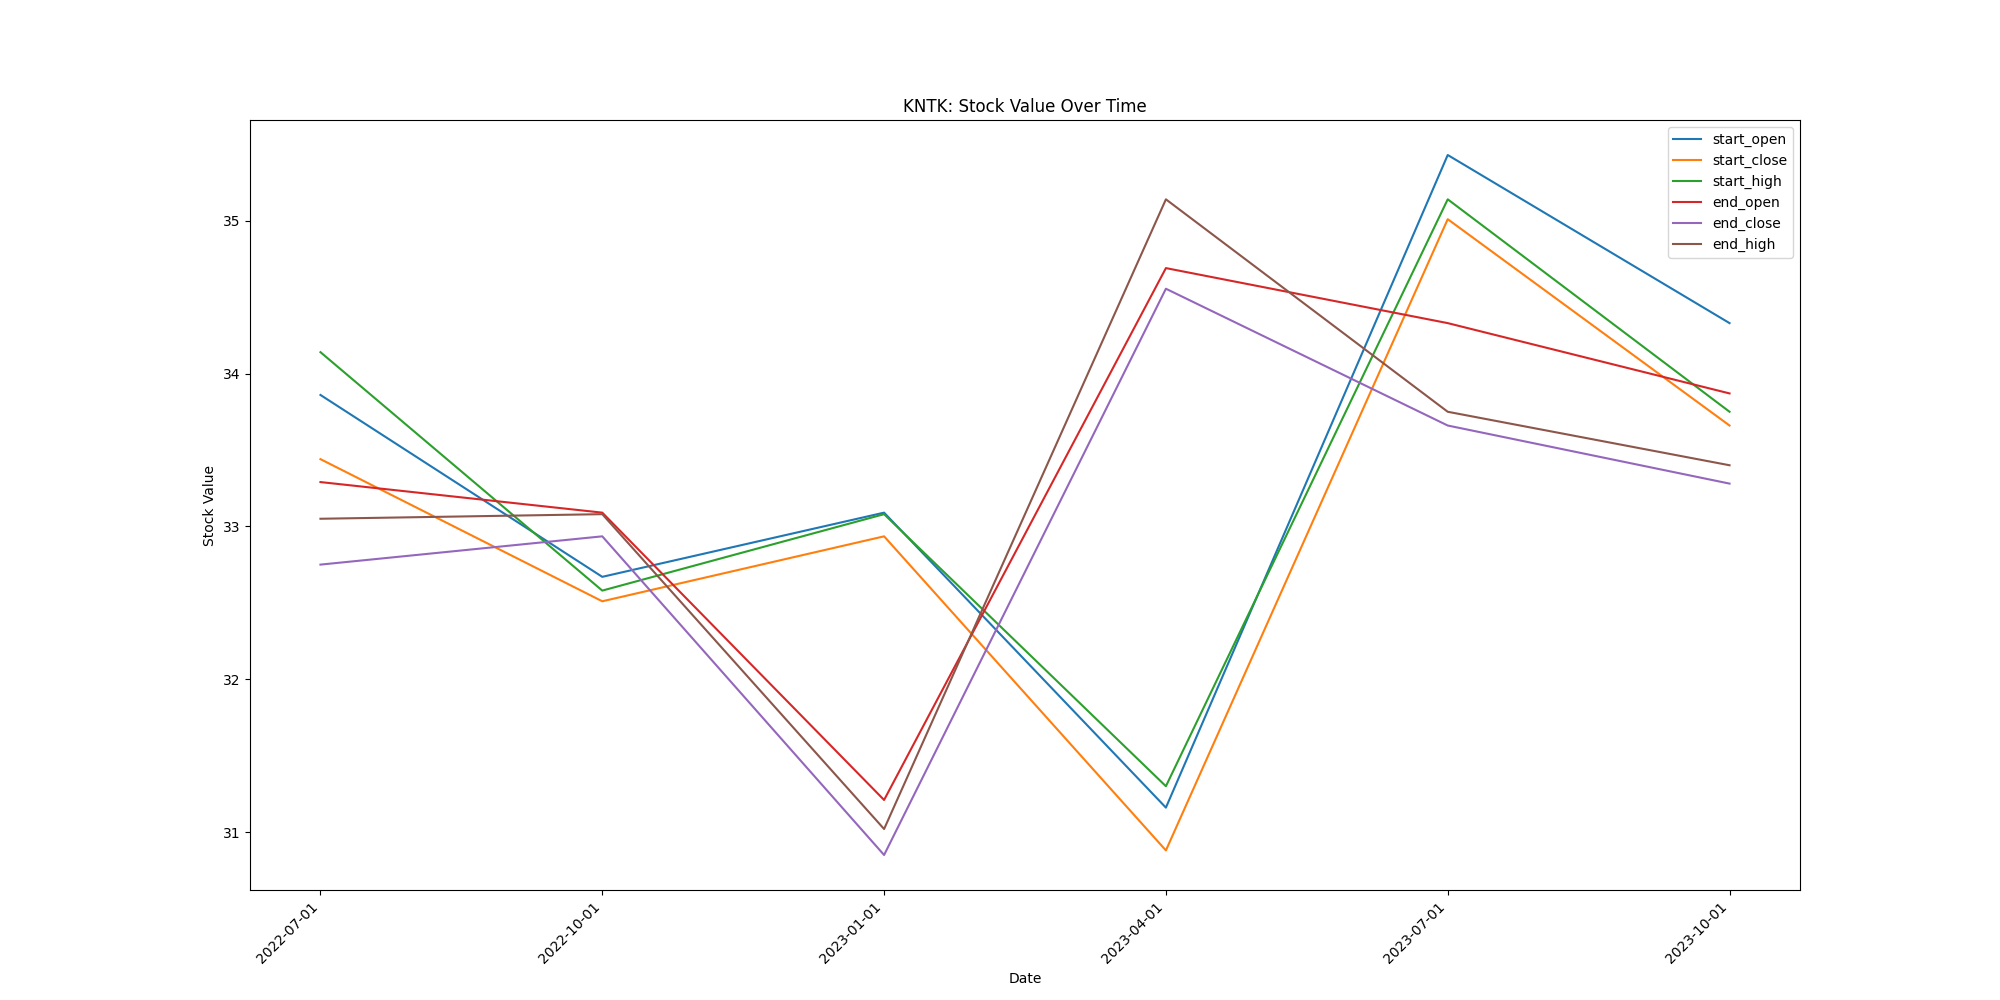 KNTK: Stock Value Over Time
start_open
start_close
start_high
end_open
end_close
end_high
Stock Value
35
34
33
32
31
2022-07-01
2022-10-01
2023-01-01
2023-04-01
2023-07-01
2023-10-01
Date